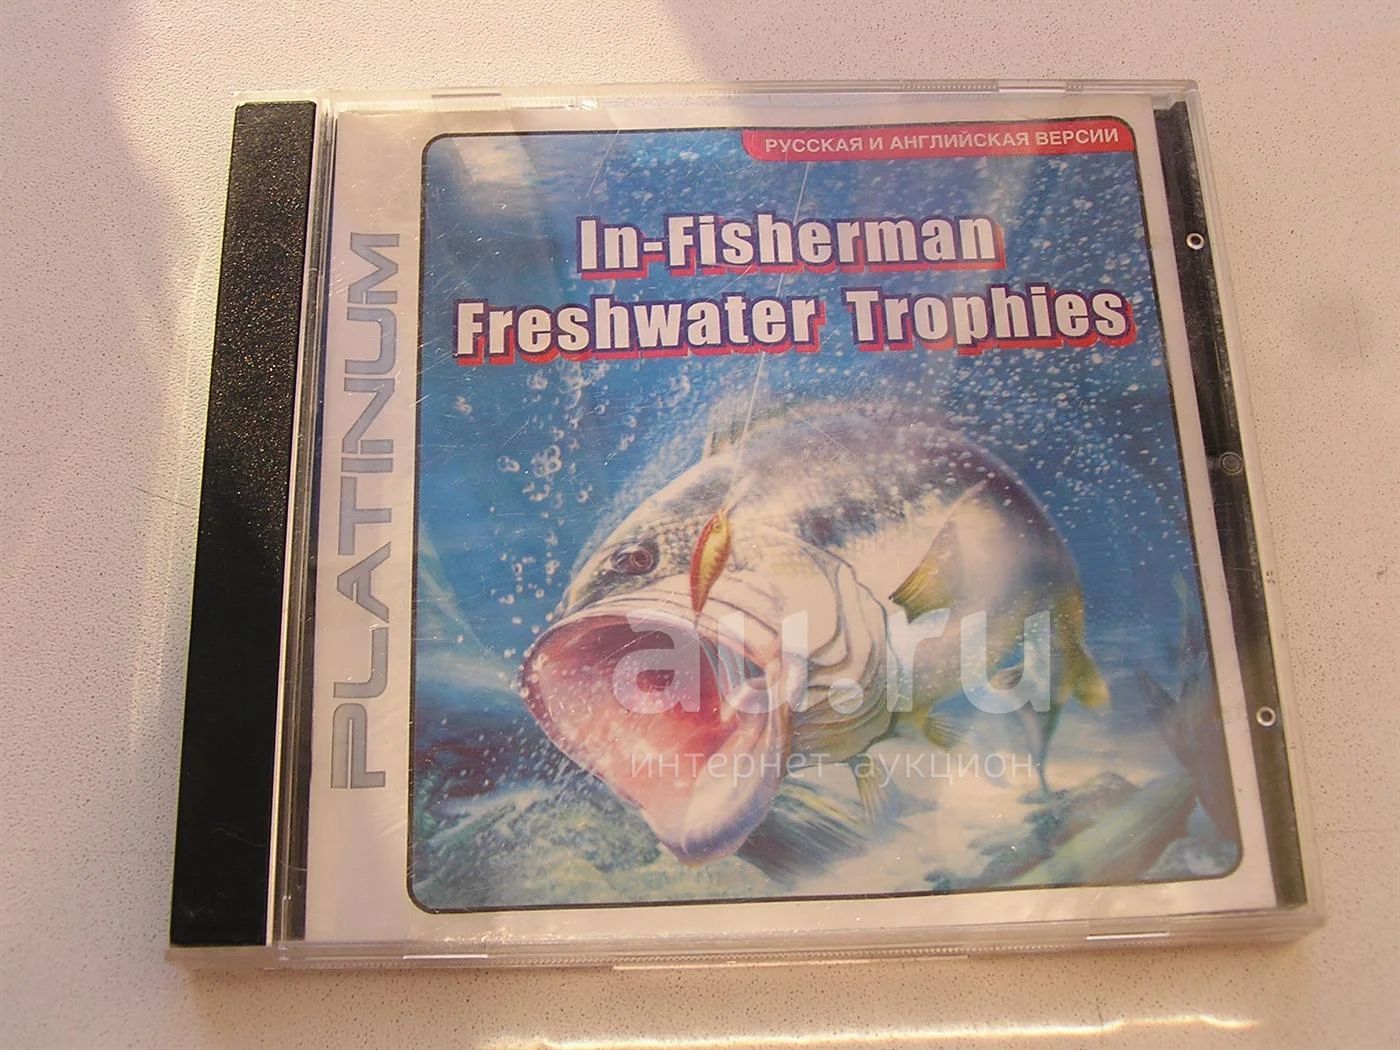 РУССКАЯ И АНГЛИЙСКАЯ ВЕРСИИ
In-Fisherman
Freshwater Trophies
PLATINUM
au.ru
интернет-аукцион